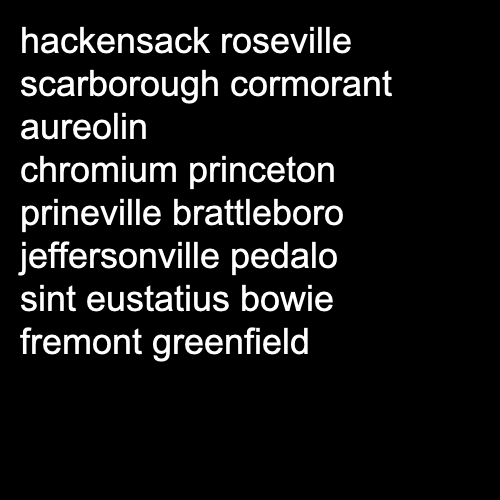 hackensack roseville
scarborough cormorant
aureolin
chromium princeton
prineville brattleboro
jeffersonville pedalo
sint eustatius bowie
fremont greenfield